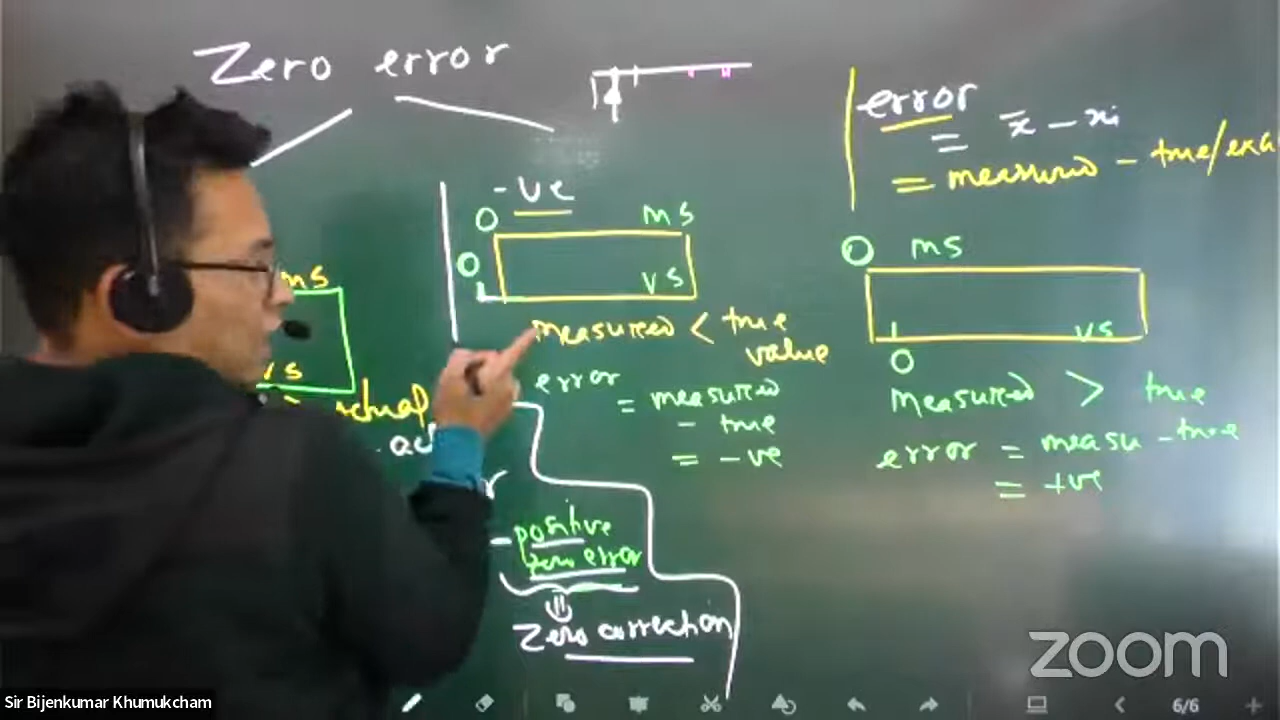 Zero error
-ve
0 MS
0 VS
measured < true
value
error
= measured
- true
= -ve
MS
VS
actual
- positive
zero error
⇓
Zero correction
error
= x̄ - xi
= measured - true/exa
0 MS
VS
0
Measured > true
error = measu - true
= +ve
zoom
Sir Bijenkumar Khumukcham
6/6